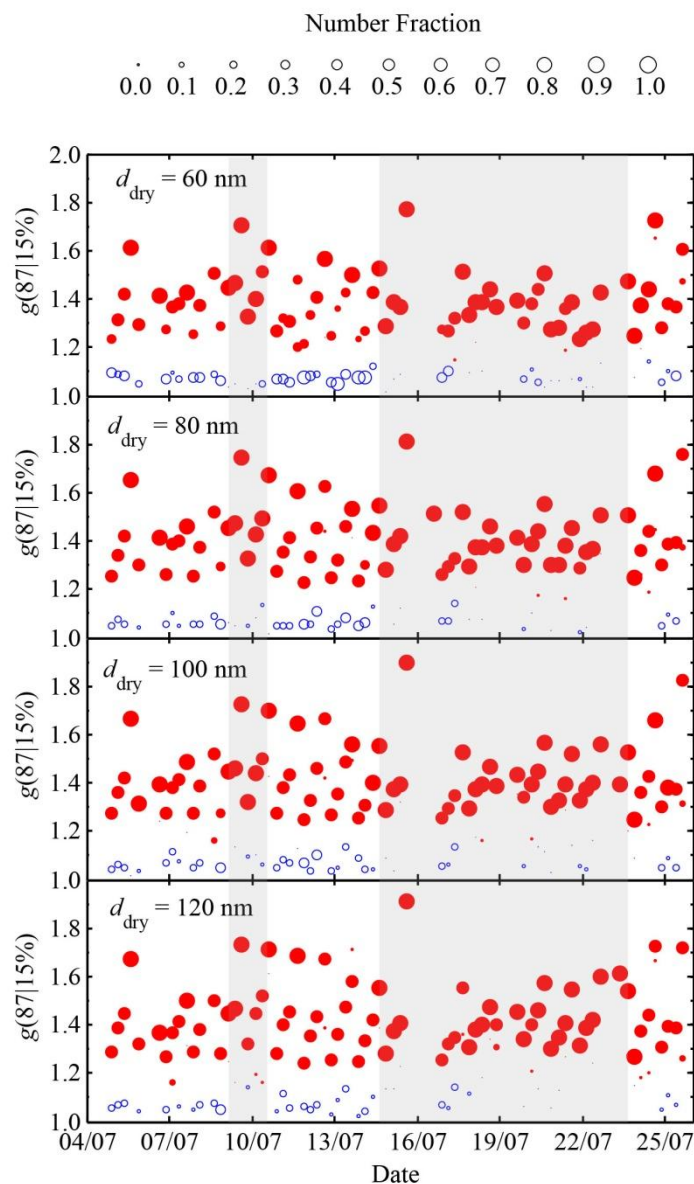 Number Fraction
0.0 0.1 0.2 0.3 0.4 0.5 0.6 0.7 0.8 0.9 1.0
2.0
d_dry = 60 nm
1.8
1.6
g(87|15%)
1.4
1.2
1.0
d_dry = 80 nm
1.8
1.6
g(87|15%)
1.4
1.2
1.0
d_dry = 100 nm
1.8
1.6
g(87|15%)
1.4
1.2
1.0
d_dry = 120 nm
1.8
1.6
g(87|15%)
1.4
1.2
1.0
04/07 07/07 10/07 13/07 16/07 19/07 22/07 25/07
Date